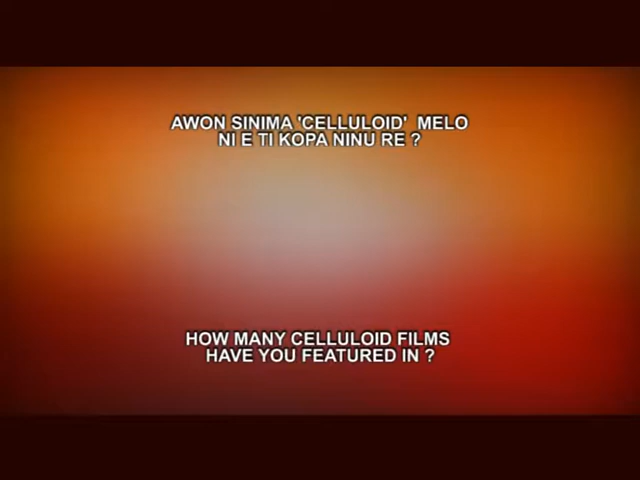 AWON SINIMA 'CELLULOID' MELO
NI E TI KOPA NINU RE ?
HOW MANY CELLULOID FILMS
HAVE YOU FEATURED IN ?